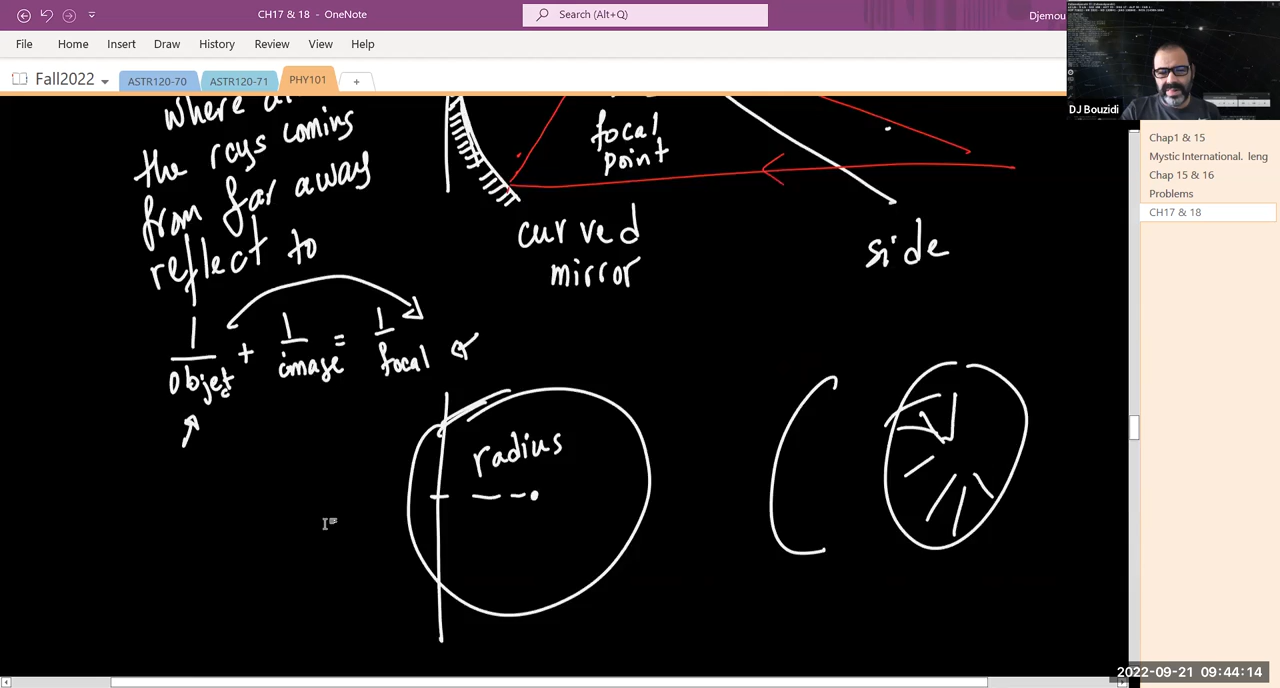 CH17 & 18 - OneNote
Search (Alt+Q)
Djemou
File Home Insert Draw History Review View Help
Fall2022
ASTR120-70 ASTR120-71 PHY101 +
DJ Bouzidi
Chap1 & 15
Mystic International. leng
Chap 15 & 16
Problems
CH17 & 18
where
the rays coming
from far away
reflect to
focal
point
curved
mirror
side
1/objet + 1/image = 1/focal
c
radius
2022-09-21 09:44:14